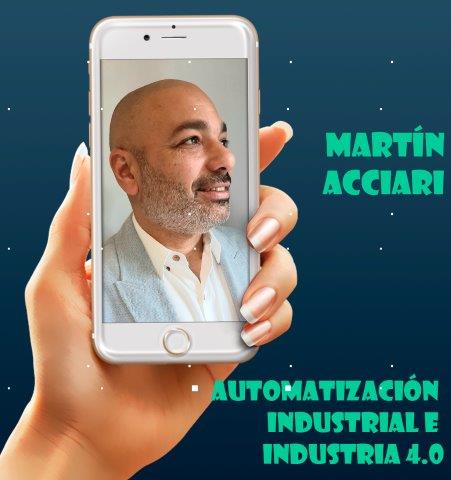 MARTÍN
ACCIARI
AUTOMATIZACIÓN
INDUSTRIAL E
INDUSTRIA 4.0